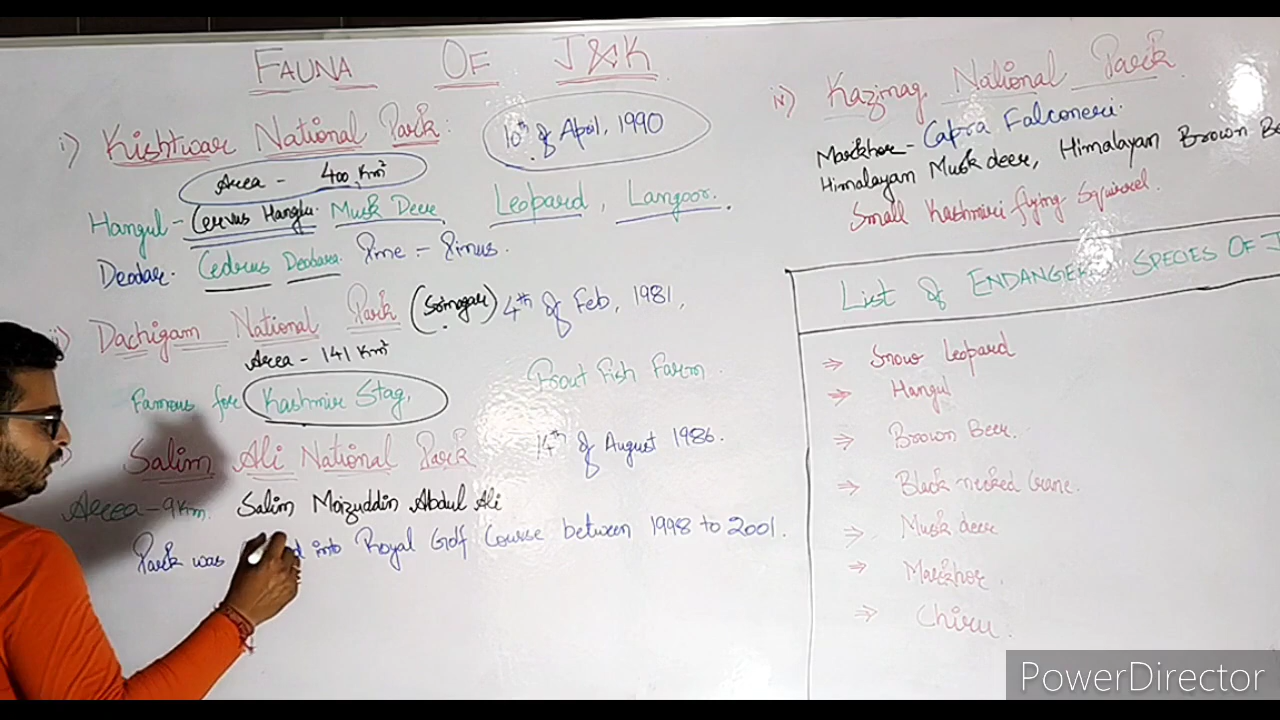 FAUNA OF J&K
i) Kishtwar National Park : 10th of April, 1990
Area - 400 Km²
Hangul - Cervus Hanglu. Musk Deer Leopard, Langoor.
Deodar. Cedrus Deodara. Pine - Pinus.
ii) Dachigam National Park (Srinagar) 4th of Feb, 1981,
Area - 141 Km²
Famous for Kashmir Stag, Trout Fish Farm.
Salim Ali National Park 14th of August 1986.
Area - 9 Km. Salim Moizuddin Abdul Ali
Park was into Royal Golf Course between 1998 to 2001.
iv) Kazinag National Park.
Markhor - Capra Falconeri.
Himalayan Musk deer, Himalayan Brown
Small Kashmiri flying Squirrel.
List of ENDANGER SPECIES OF J
⇒ Snow Leopard
⇒ Hangul
⇒ Brown Beer.
⇒ Black necked Crane.
⇒ Musk deer
⇒ Markhor.
⇒ Chiru.
PowerDirector